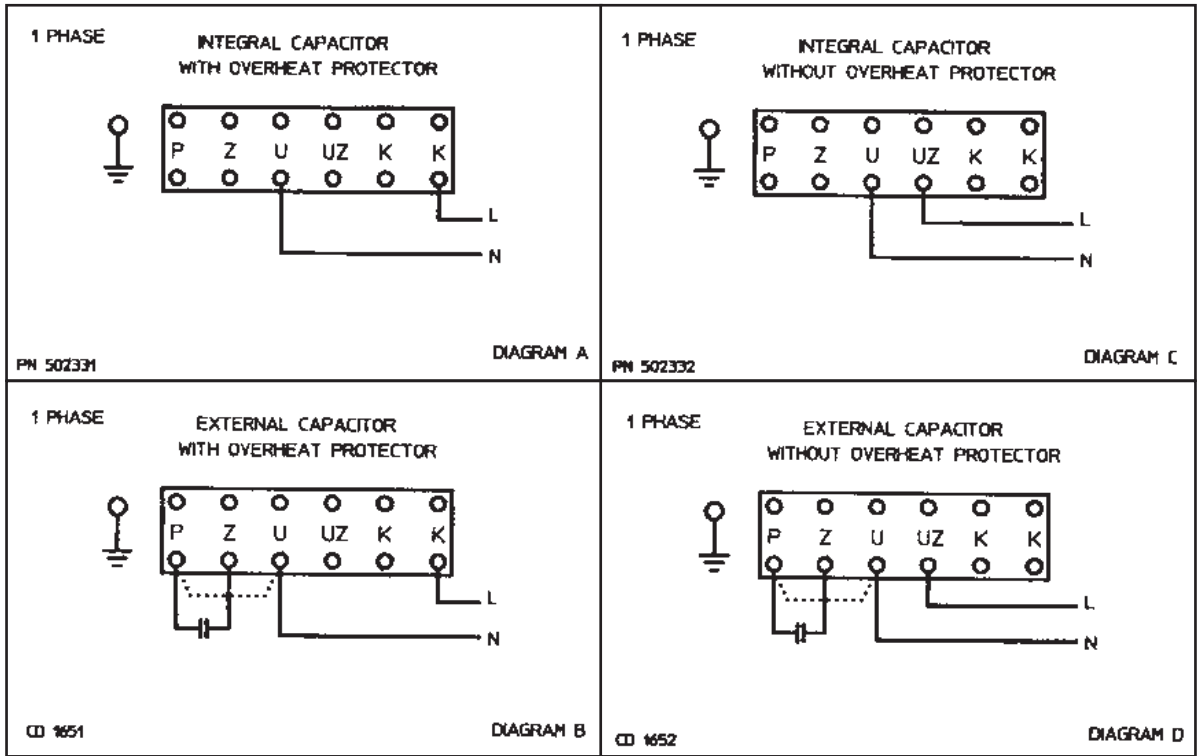 1 PHASE
INTEGRAL CAPACITOR
WITH OVERHEAT PROTECTOR
P Z U UZ K K
L
N
PN 502331
DIAGRAM A
1 PHASE
INTEGRAL CAPACITOR
WITHOUT OVERHEAT PROTECTOR
P Z U UZ K K
L
N
PN 502332
DIAGRAM C
1 PHASE
EXTERNAL CAPACITOR
WITH OVERHEAT PROTECTOR
P Z U UZ K K
L
N
CD 1651
DIAGRAM B
1 PHASE
EXTERNAL CAPACITOR
WITHOUT OVERHEAT PROTECTOR
P Z U UZ K K
L
N
CD 1652
DIAGRAM D